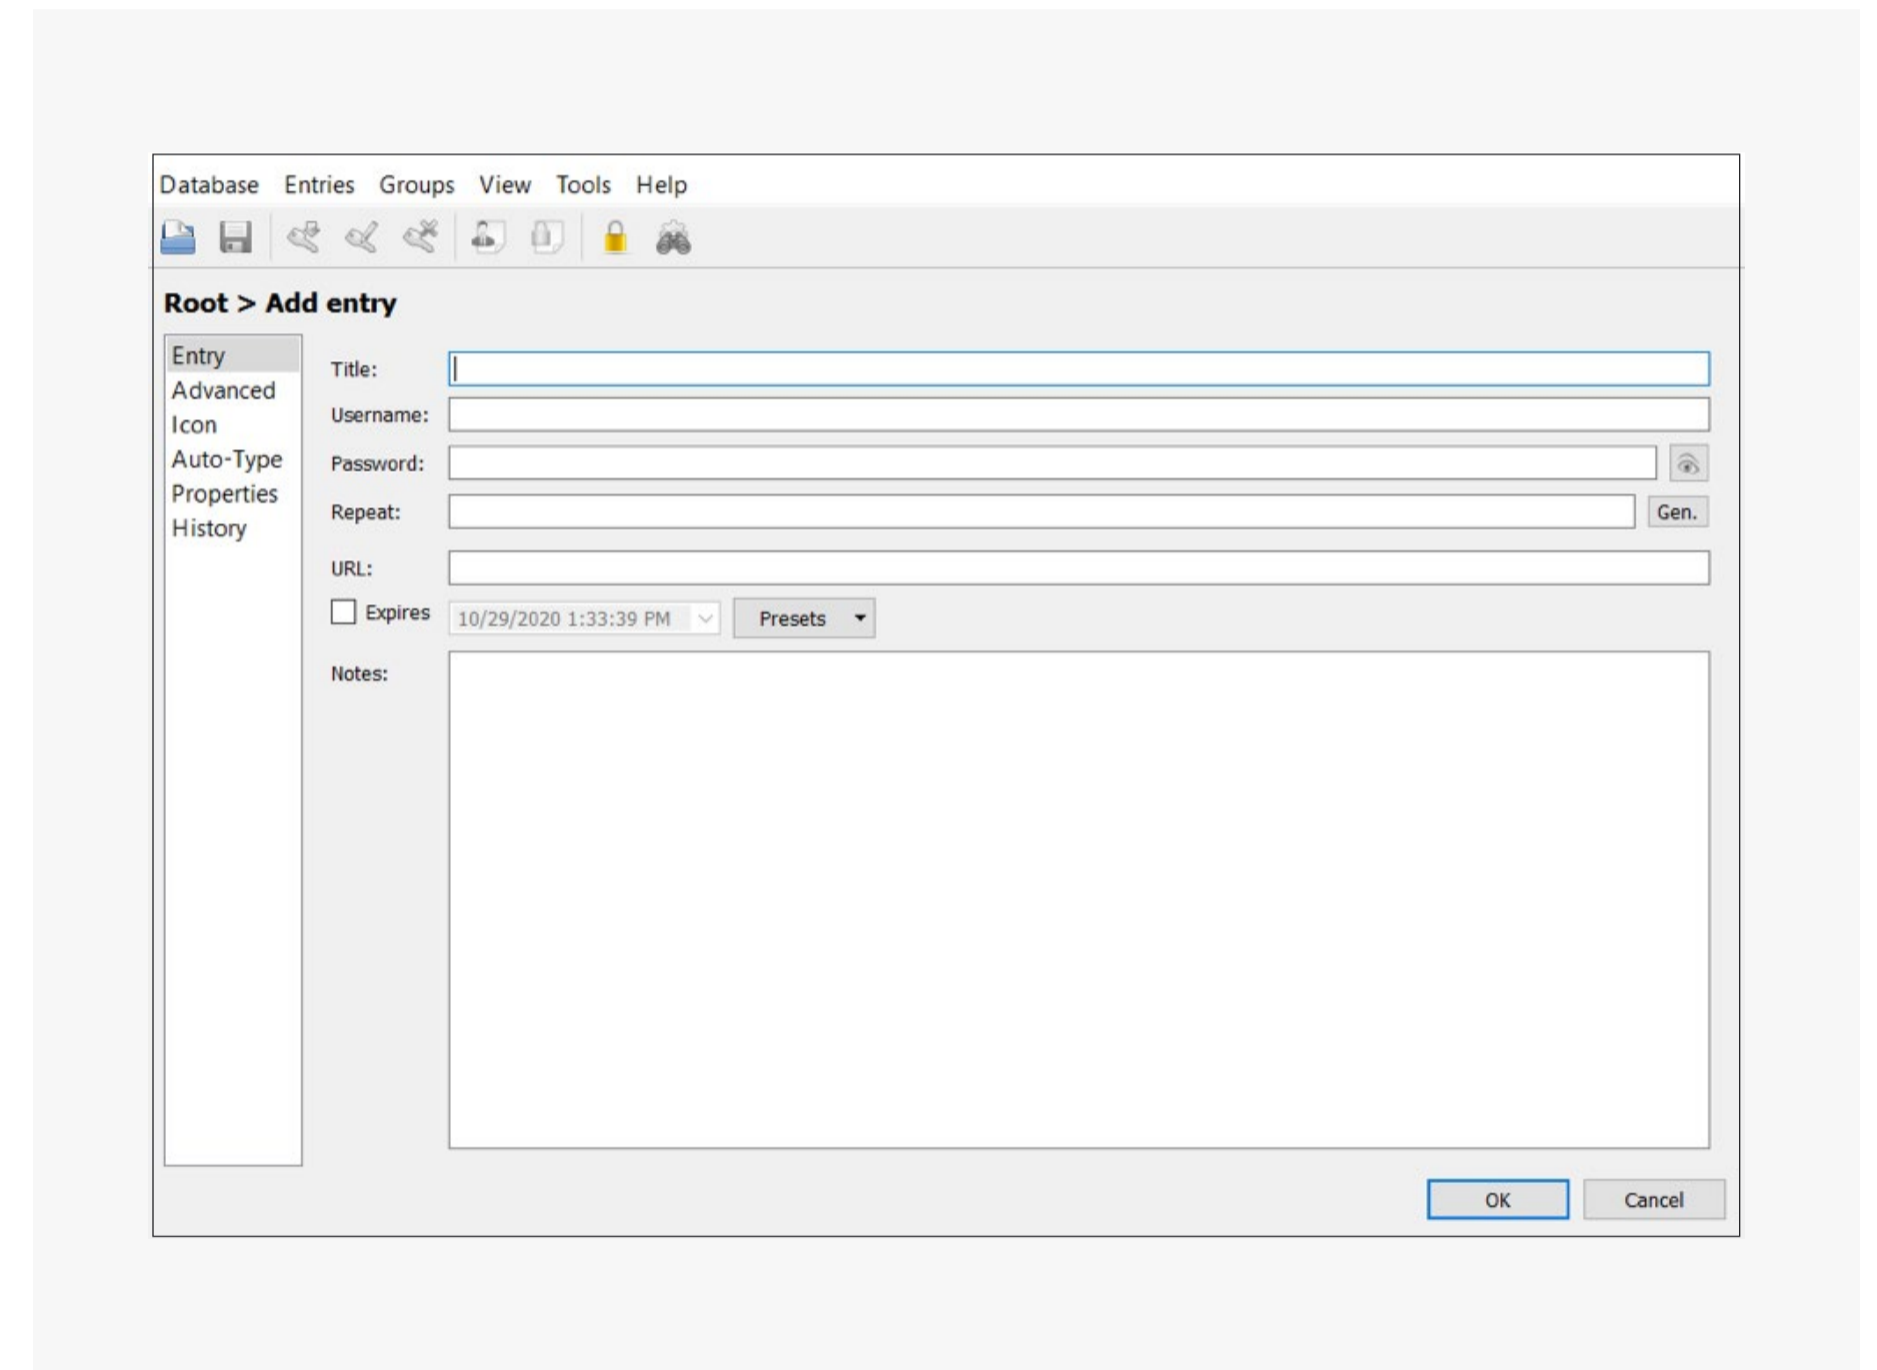 Database Entries Groups View Tools Help
Root > Add entry
Entry
Advanced
Icon
Auto-Type
Properties
History
Title:
Username:
Password:
Repeat:
Gen.
URL:
Expires
10/29/2020 1:33:39 PM
Presets
Notes:
OK
Cancel